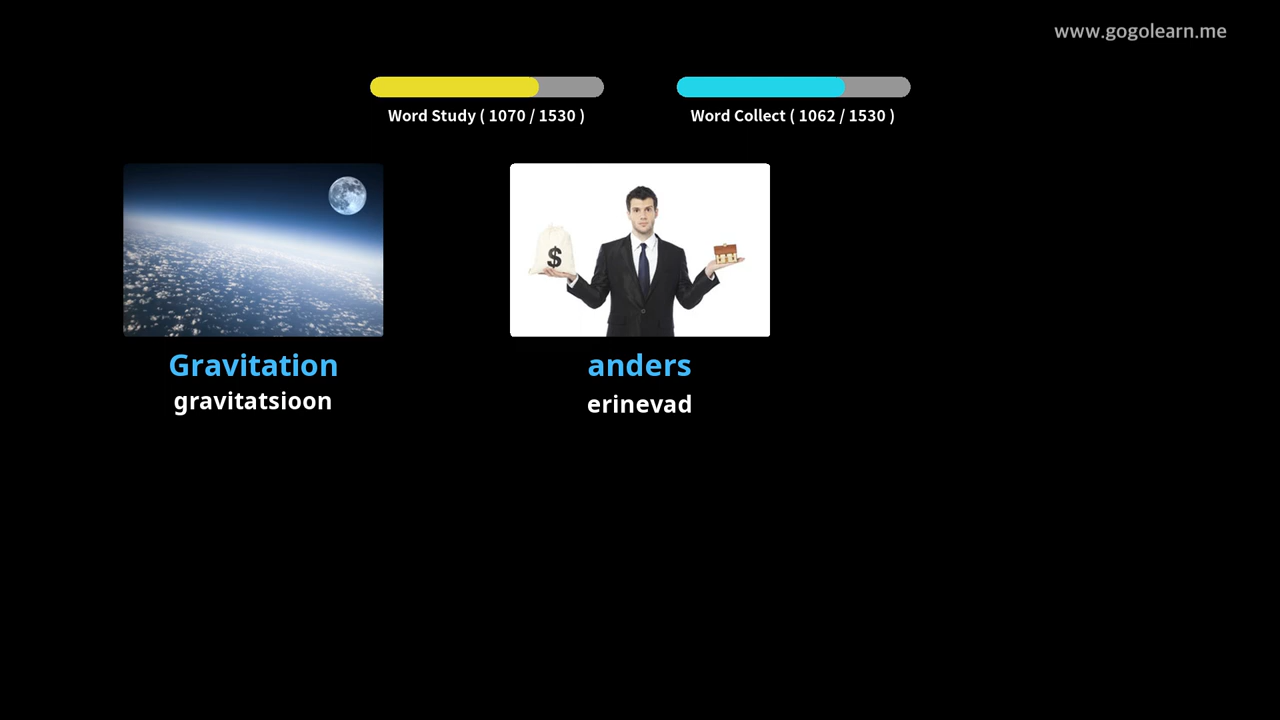 www.gogolearn.me
Word Study ( 1070 / 1530 )
Word Collect ( 1062 / 1530 )
$
Gravitation
gravitatsioon
anders
erinevad